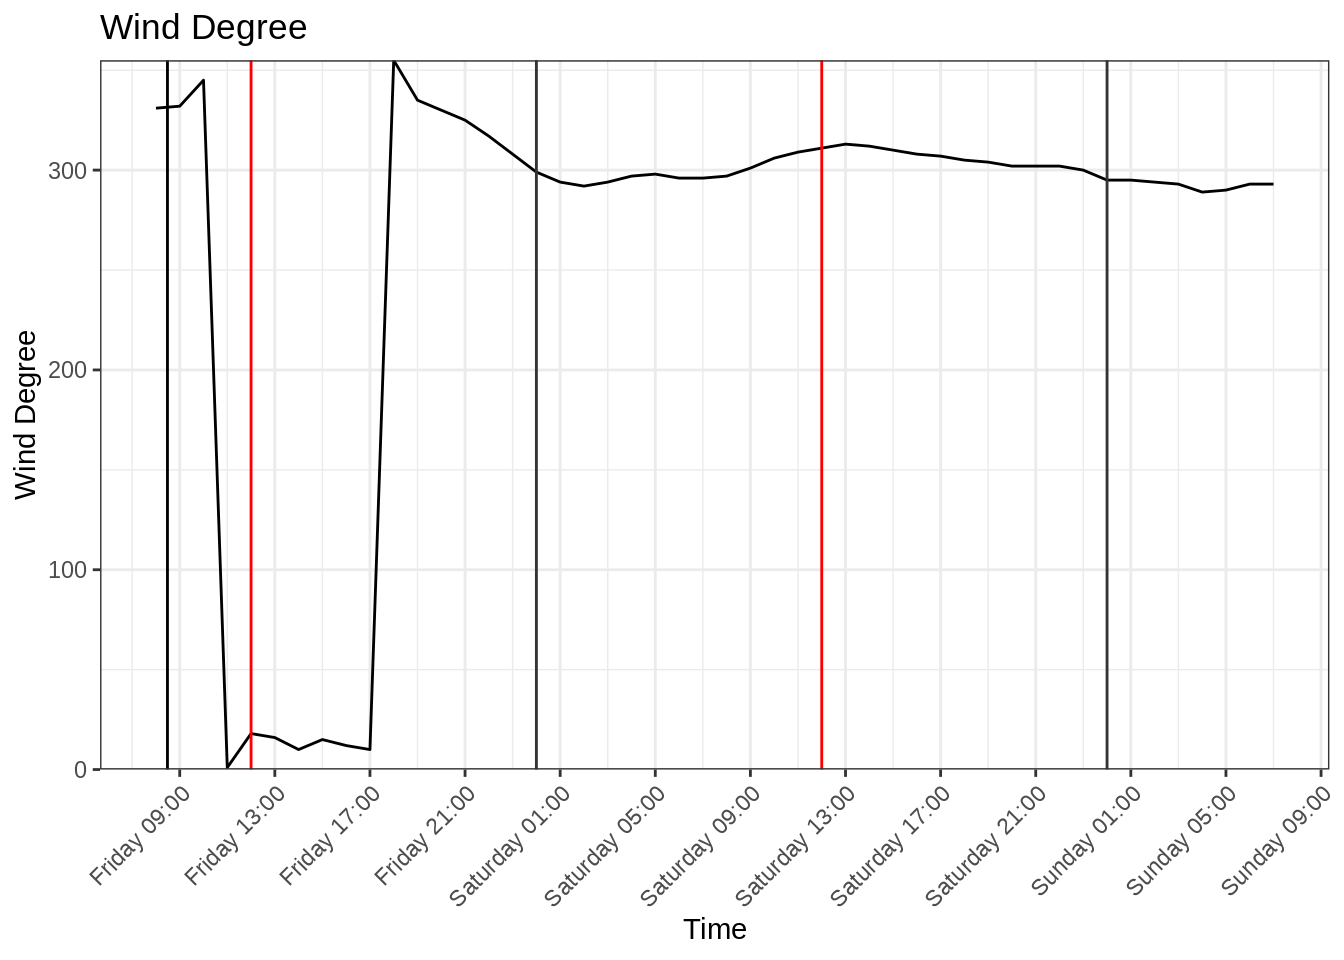 Wind Degree
Wind Degree
300
200
100
0
Friday 09:00
Friday 13:00
Friday 17:00
Friday 21:00
Saturday 01:00
Saturday 05:00
Saturday 09:00
Saturday 13:00
Saturday 17:00
Saturday 21:00
Sunday 01:00
Sunday 05:00
Sunday 09:00
Time